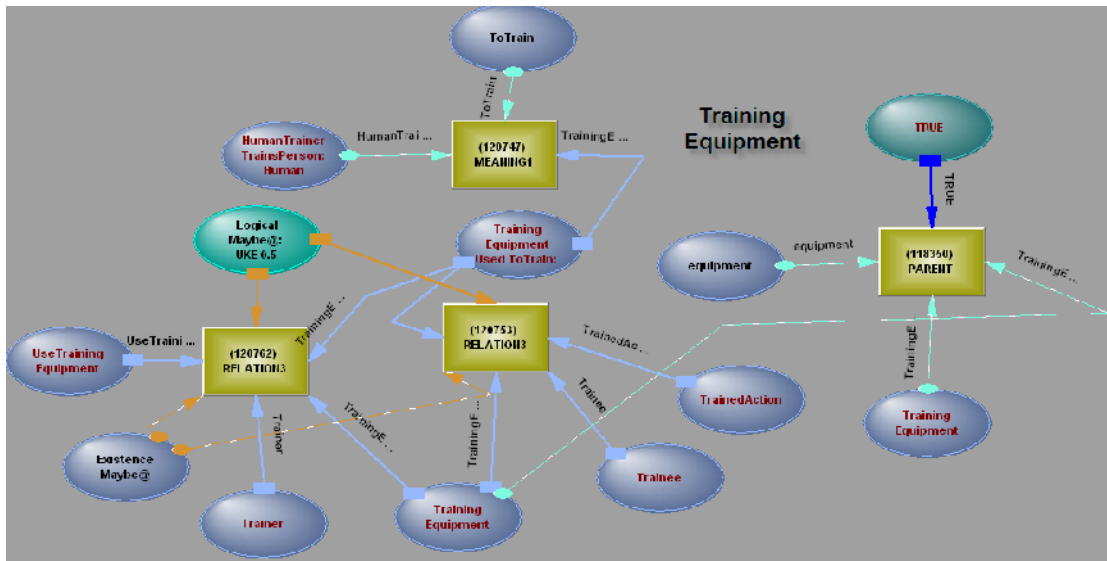 ToTrain
ToTrain
Training
Equipment
TRUE
TRUE
HumanTrainer
TrainsPerson:
Human
HumanTrai ...
(120747)
MEANING1
TrainingE ...
Logical
Maybe@:
UKE 0.5
Training
Equipment
Used ToTrain:
equipment
equipment
(118350)
PARENT
TrainingE ...
UseTraining
Equipment
UseTraini ...
(120762)
RELATION3
TrainingE ...
(120753)
RELATION3
TrainedAc ...
TrainedAction
TrainingE
Training
Equipment
Existence
Maybe@
Trainer
Trainer
TrainingE ...
TrainingE ...
Training
Equipment
Trainee
Trainee